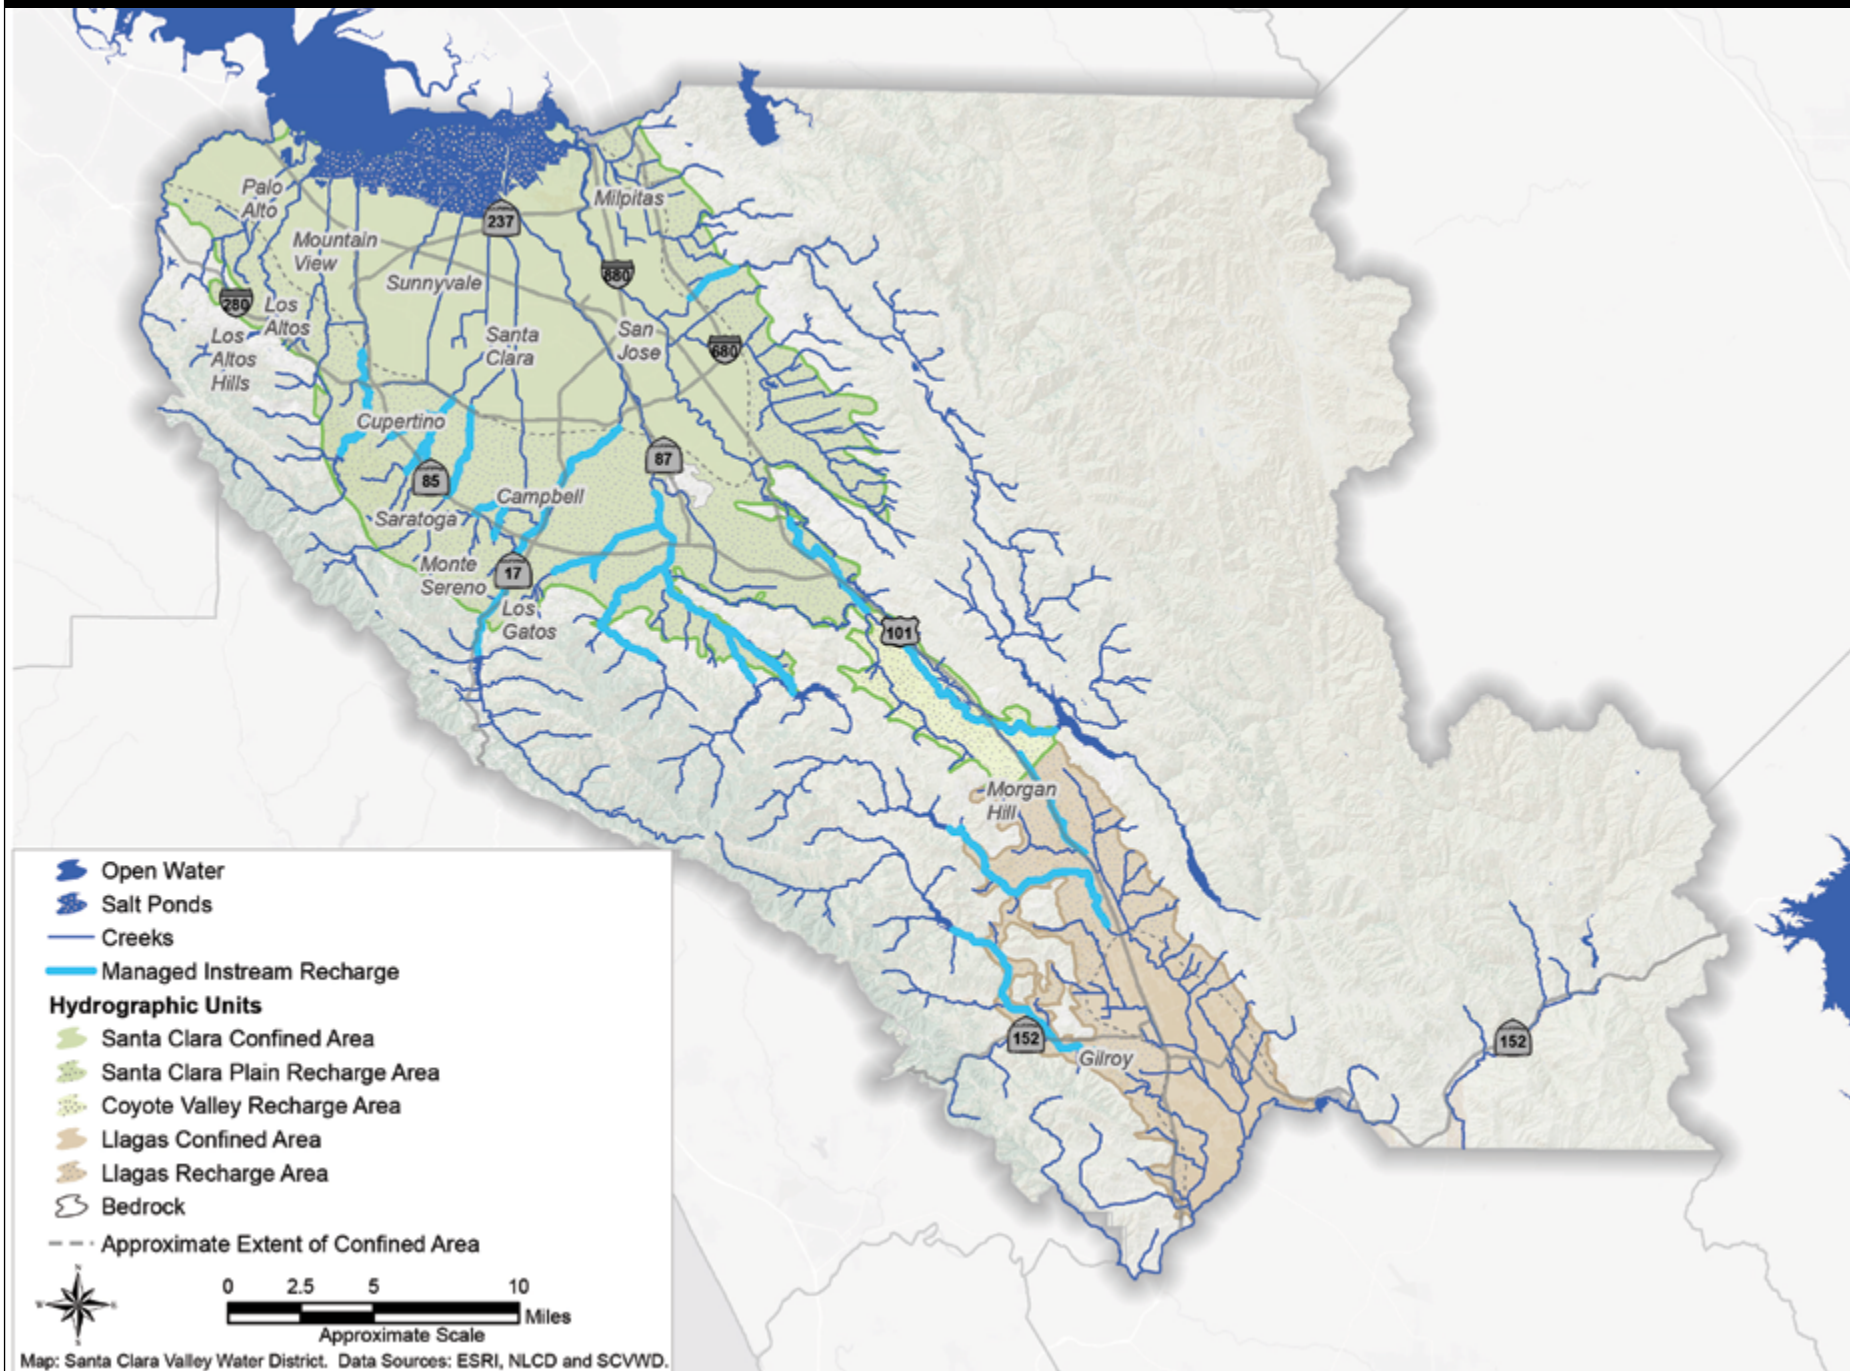 Palo
Alto
Milpitas
237
Mountain
View
Sunnyvale
880
280
Los
Altos
Los
Altos
Hills
Santa
Clara
San
Jose
680
Cupertino
87
85
Campbell
Saratoga
Monte
Sereno
17
Los
Gatos
101
Morgan
Hill
152
Gilroy
152
Open Water
Salt Ponds
Creeks
Managed Instream Recharge
Hydrographic Units
Santa Clara Confined Area
Santa Clara Plain Recharge Area
Coyote Valley Recharge Area
Llagas Confined Area
Llagas Recharge Area
Bedrock
Approximate Extent of Confined Area
N
W E
S
0 2.5 5 10
Miles
Approximate Scale
Map: Santa Clara Valley Water District. Data Sources: ESRI, NLCD and SCVWD.